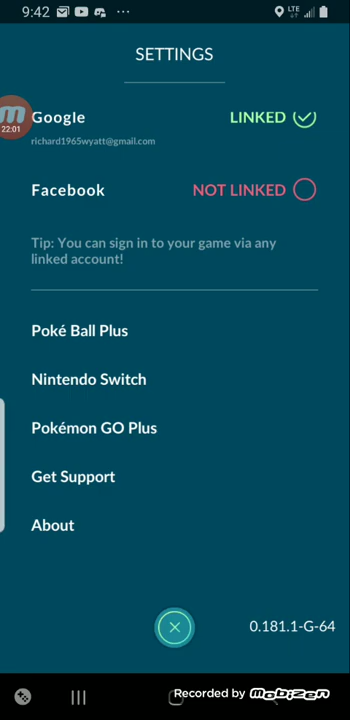 9:42
LTE
SETTINGS
Google
LINKED
22:01
richard1965wyatt@gmail.com
Facebook
NOT LINKED
Tip: You can sign in to your game via any
linked account!
Poké Ball Plus
Nintendo Switch
Pokémon GO Plus
Get Support
About
0.181.1-G-64
Recorded by mobizen